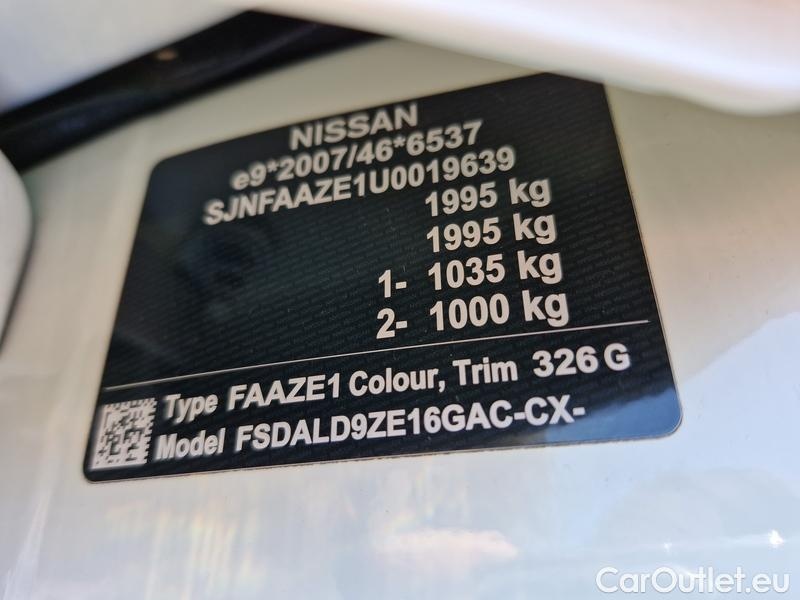 NISSAN
e9*2007/46*6537
SJNFAAZE1U0019639
1995 kg
1995 kg
1- 1035 kg
2- 1000 kg
Type FAAZE1 Colour, Trim 326 G
Model FSDALD9ZE16GAC-CX-
CarOutlet.eu